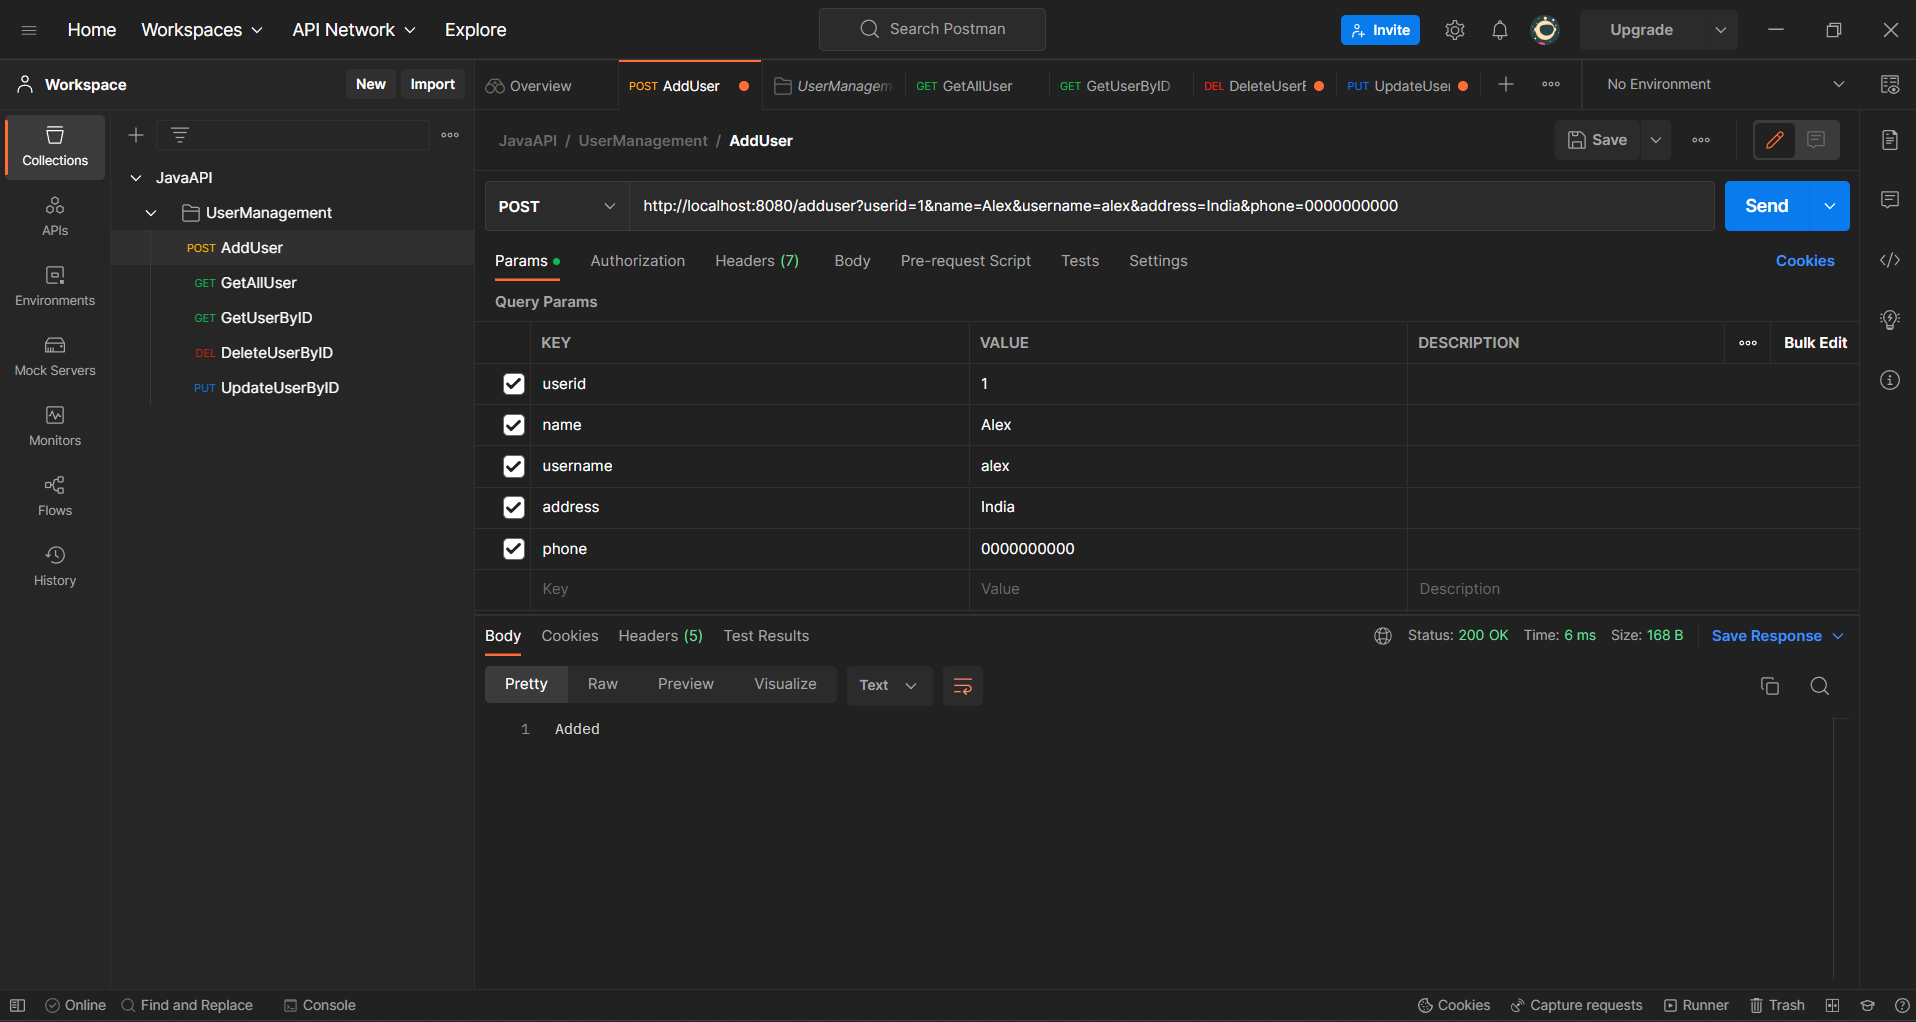 Home Workspaces API Network Explore Search Postman Invite Upgrade
Workspace New Import Overview POST AddUser UserManagem GET GetAllUser GET GetUserByID DEL DeleteUserB PUT UpdateUser No Environment
Collections
APIs
Environments
Mock Servers
Monitors
Flows
History
JavaAPI
UserManagement
POST AddUser
GET GetAllUser
GET GetUserByID
DEL DeleteUserByID
PUT UpdateUserByID
JavaAPI / UserManagement / AddUser Save
POST http://localhost:8080/adduser?userid=1&name=Alex&username=alex&address=India&phone=0000000000 Send
Params Authorization Headers (7) Body Pre-request Script Tests Settings Cookies
Query Params
KEY VALUE DESCRIPTION Bulk Edit
userid 1
name Alex
username alex
address India
phone 0000000000
Key Value Description
Body Cookies Headers (5) Test Results Status: 200 OK Time: 6 ms Size: 168 B Save Response
Pretty Raw Preview Visualize Text
1 Added
Online Find and Replace Console Cookies Capture requests Runner Trash